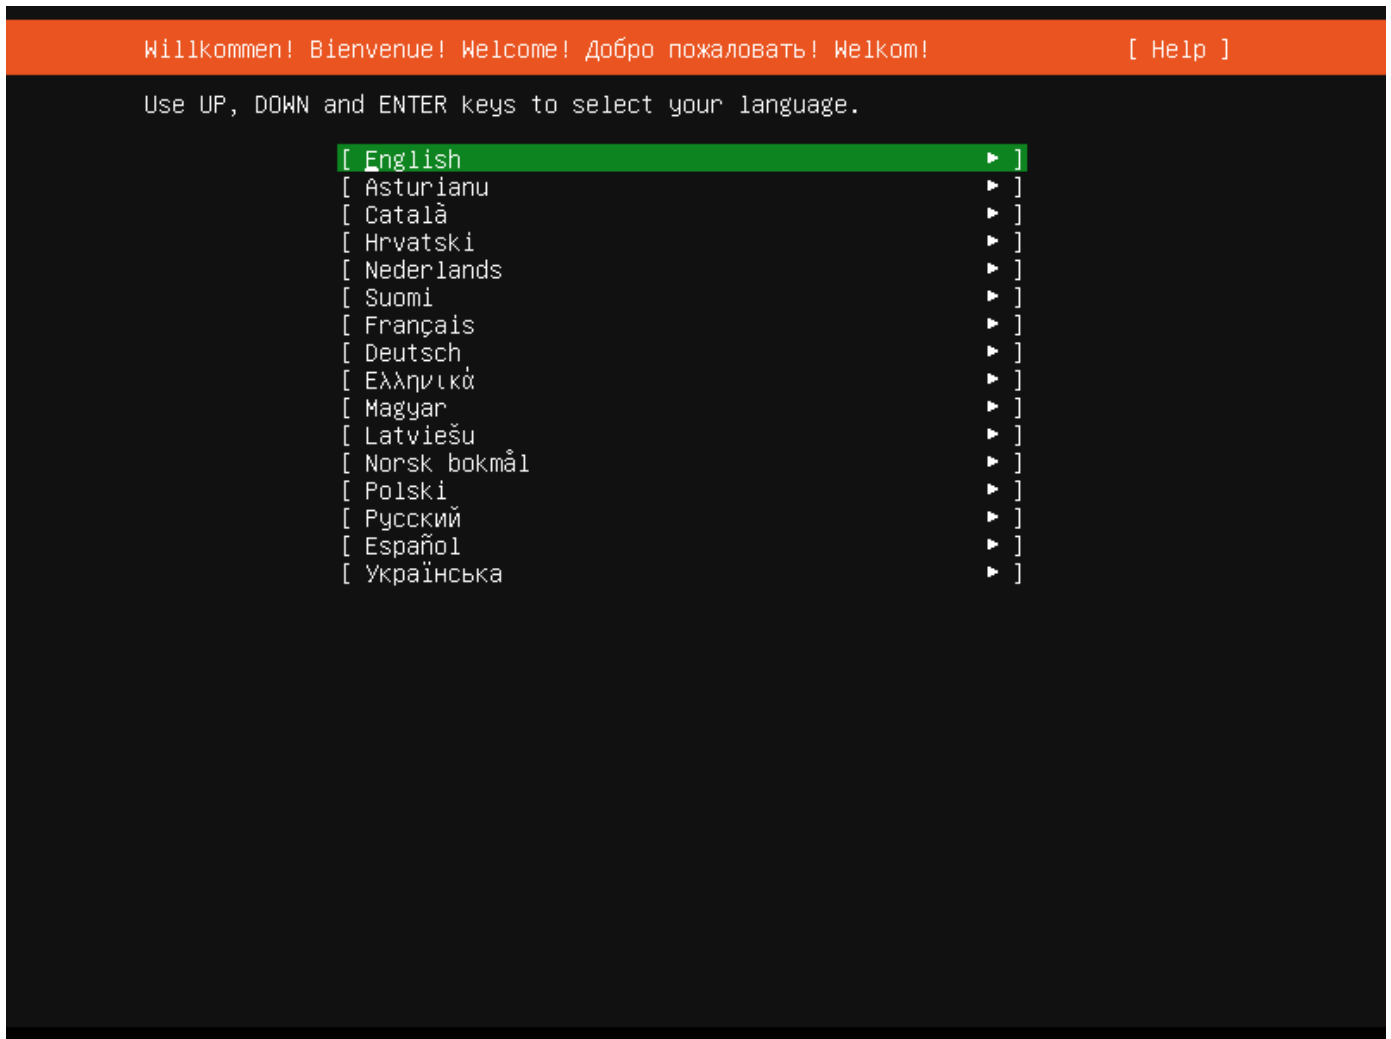 Willkommen! Bienvenue! Welcome! Добро пожаловать! Welkom! [ Help ]
Use UP, DOWN and ENTER keys to select your language.
[ English ► ]
[ Asturianu ► ]
[ Català ► ]
[ Hrvatski ► ]
[ Nederlands ► ]
[ Suomi ► ]
[ Français ► ]
[ Deutsch ► ]
[ Ελληνικά ► ]
[ Magyar ► ]
[ Latviešu ► ]
[ Norsk bokmål ► ]
[ Polski ► ]
[ Русский ► ]
[ Español ► ]
[ Українська ► ]